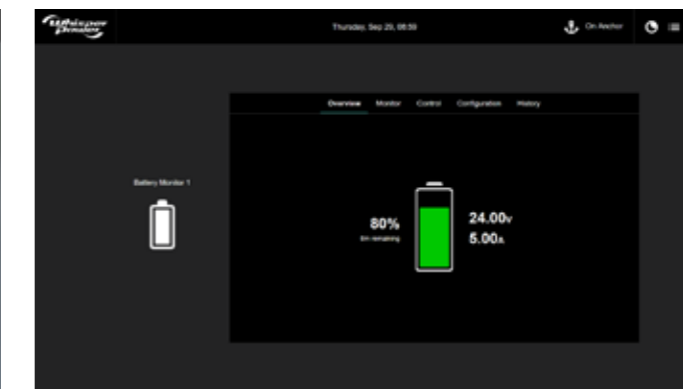 Whisper Power
Thursday, Sep 29, 08:59
On Anchor
Overview Monitor Control Configuration History
Battery Monitor 1
80%
24.00v
remaining
5.00A